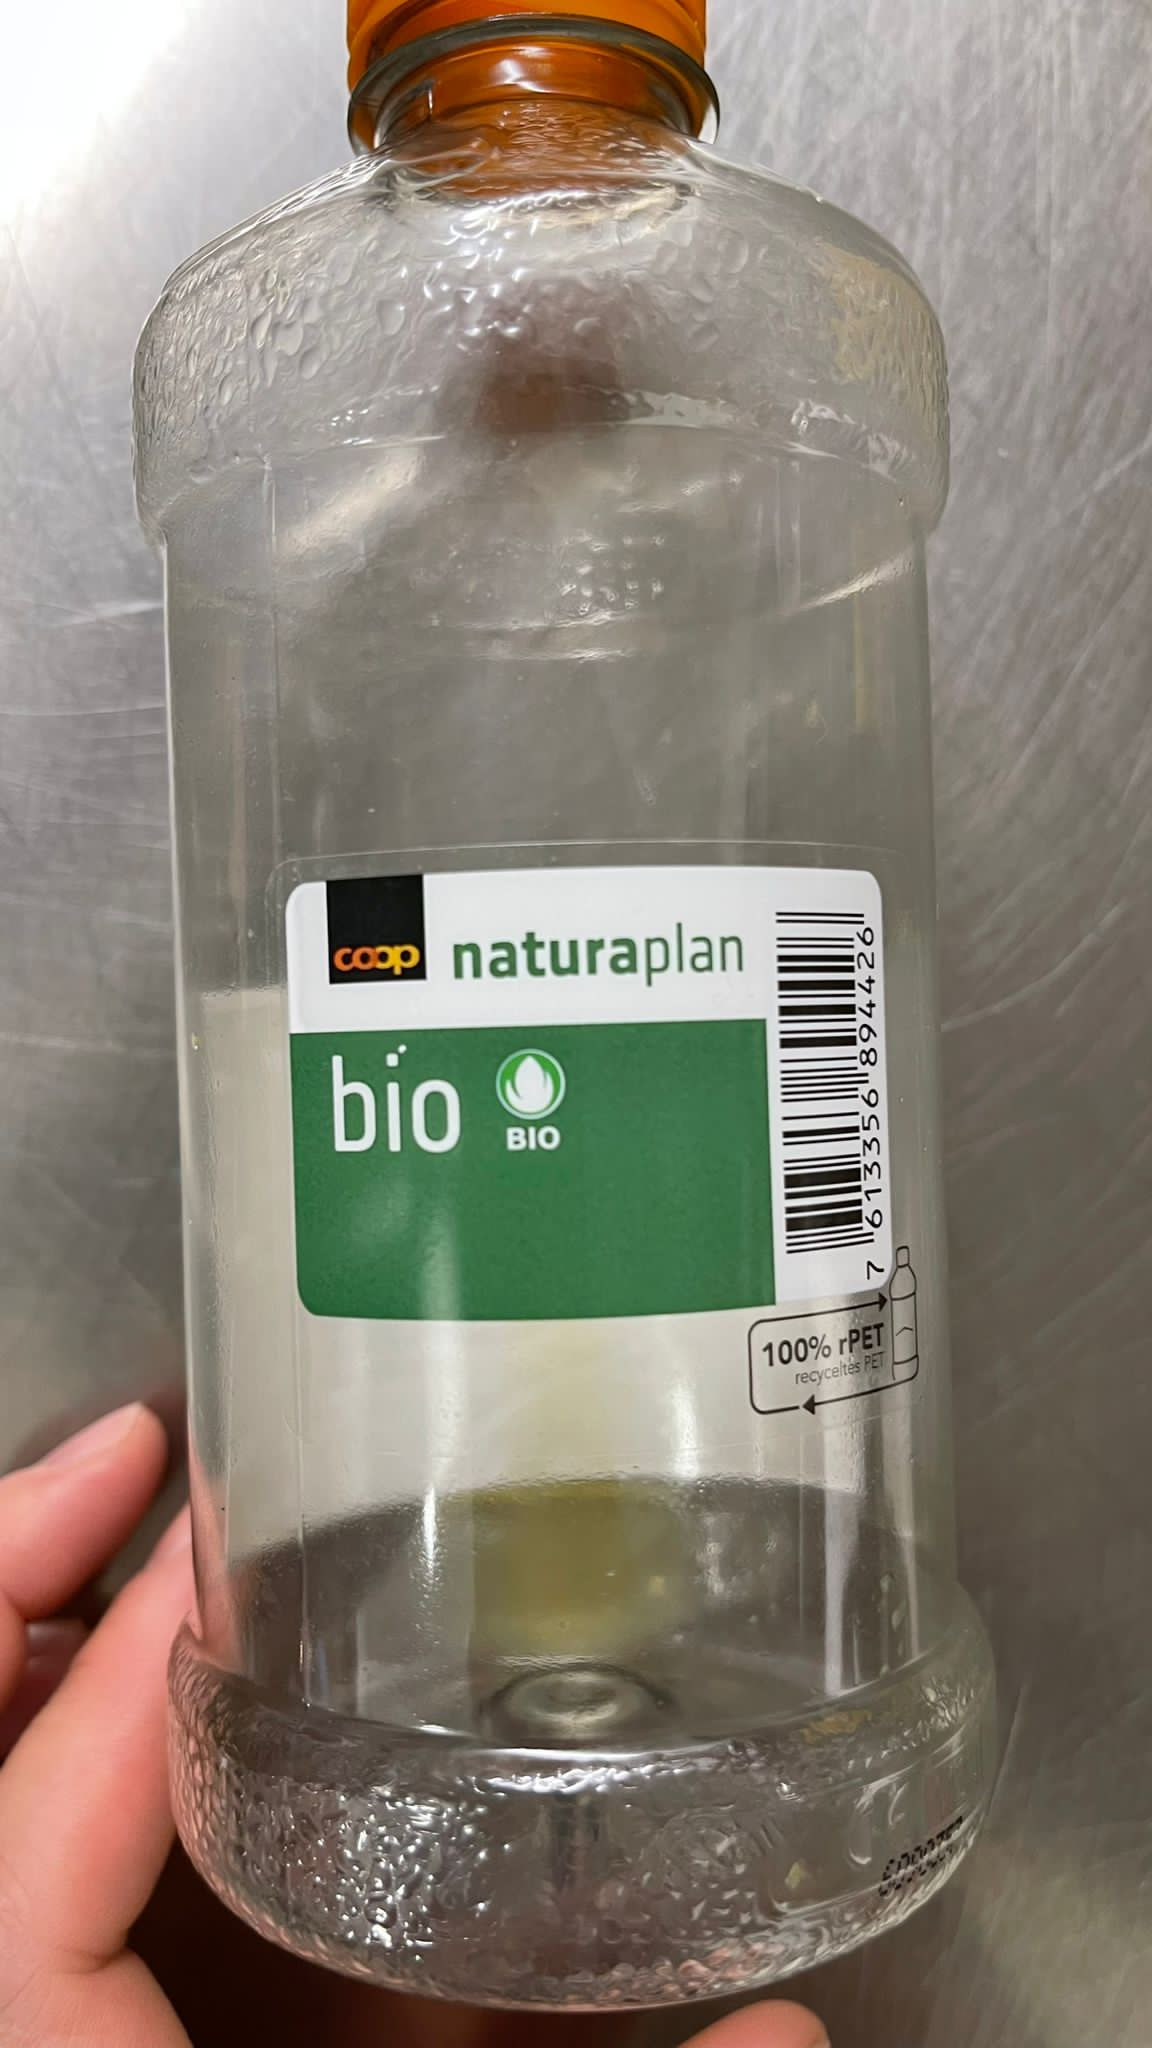 coop naturaplan
bio
BIO
7 613356 894426
100% rPET
recyceltes PET